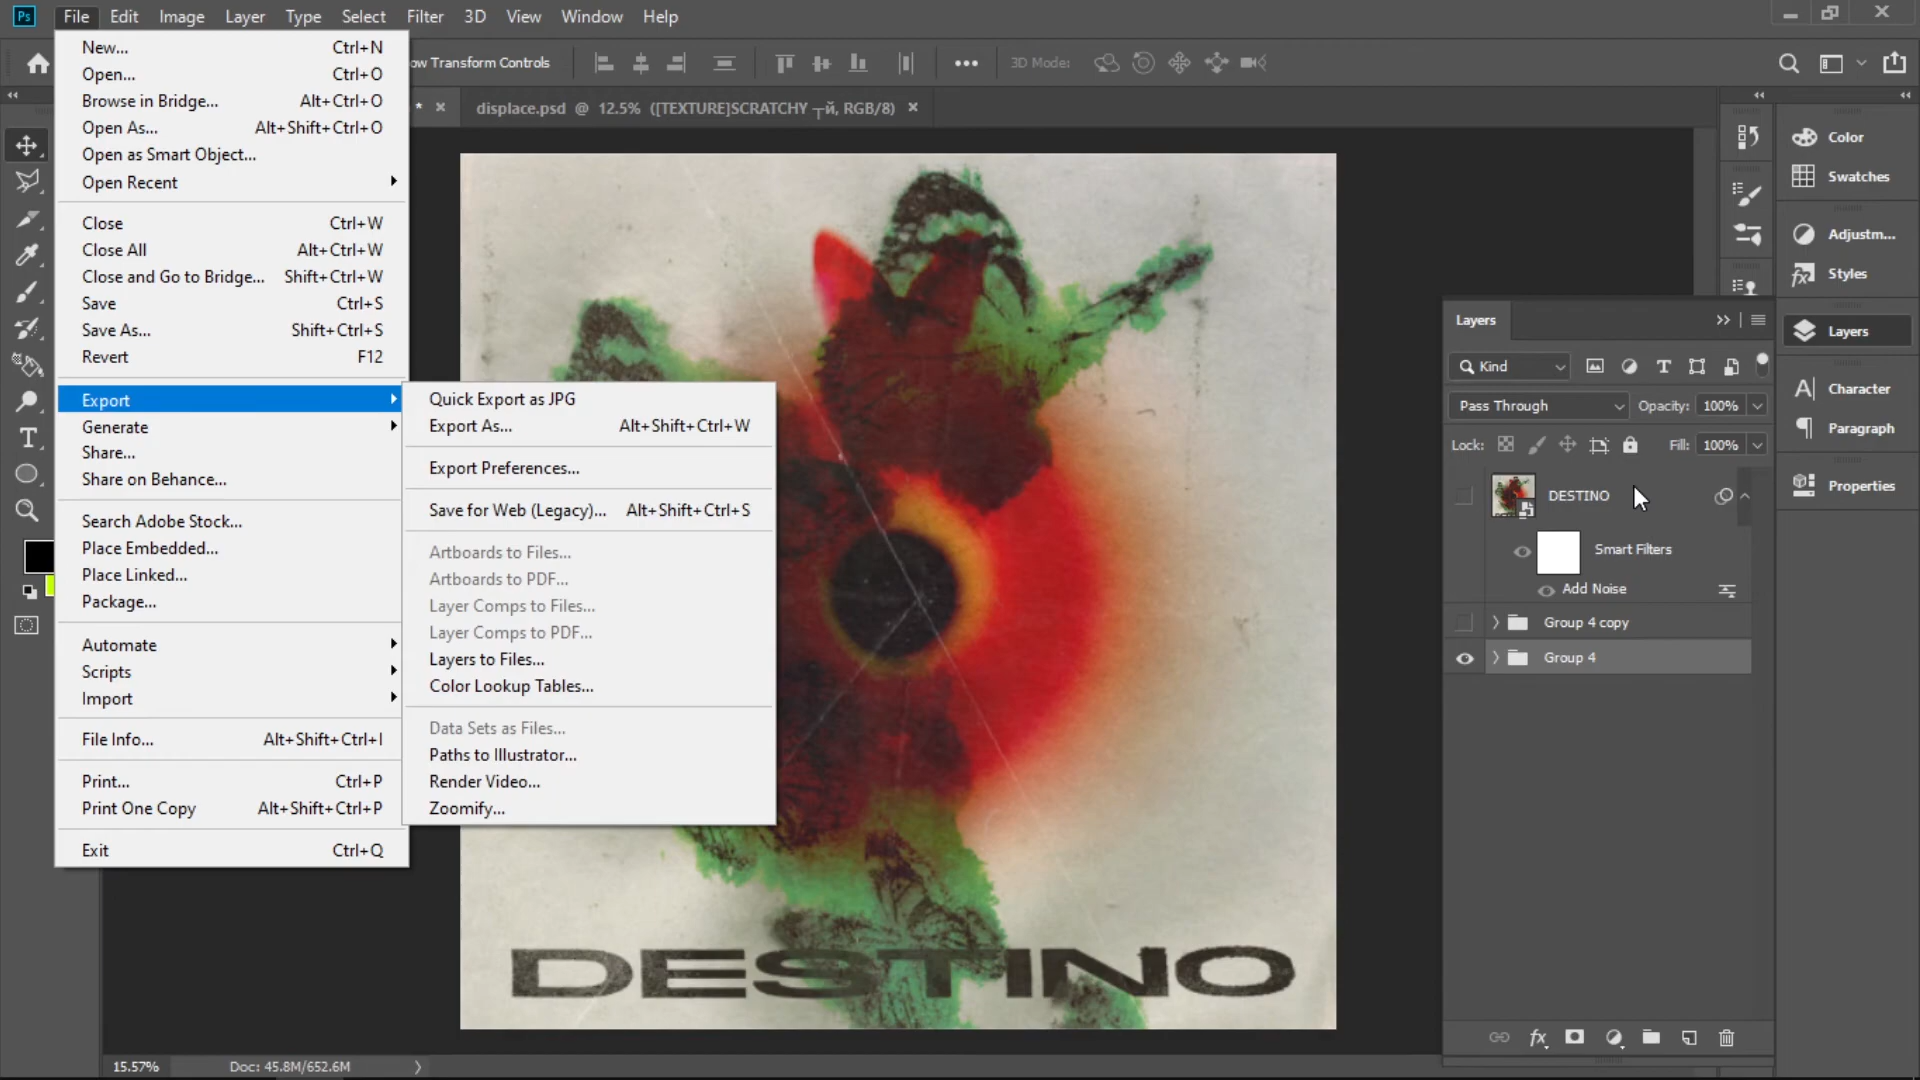 Ps File Edit Image Layer Type Select Filter 3D View Window Help
ow Transform Controls
3D Mode:
* × displace.psd @ 12.5% ([TEXTURE]SCRATCHY ┬й, RGB/8) ×
New... Ctrl+N
Open... Ctrl+O
Browse in Bridge... Alt+Ctrl+O
Open As... Alt+Shift+Ctrl+O
Open as Smart Object...
Open Recent
Close Ctrl+W
Close All Alt+Ctrl+W
Close and Go to Bridge... Shift+Ctrl+W
Save Ctrl+S
Save As... Shift+Ctrl+S
Revert F12
Export
Generate
Share...
Share on Behance...
Search Adobe Stock...
Place Embedded...
Place Linked...
Package...
Automate
Scripts
Import
File Info... Alt+Shift+Ctrl+I
Print... Ctrl+P
Print One Copy Alt+Shift+Ctrl+P
Exit Ctrl+Q
Quick Export as JPG
Export As... Alt+Shift+Ctrl+W
Export Preferences...
Save for Web (Legacy)... Alt+Shift+Ctrl+S
Artboards to Files...
Artboards to PDF...
Layer Comps to Files...
Layer Comps to PDF...
Layers to Files...
Color Lookup Tables...
Data Sets as Files...
Paths to Illustrator...
Render Video...
Zoomify...
DESTINO
Layers
Kind
Pass Through Opacity: 100%
Lock: Fill: 100%
DESTINO
Smart Filters
Add Noise
Group 4 copy
Group 4
Color
Swatches
Adjustm...
Styles
Layers
Character
Paragraph
Properties
15.57% Doc: 45.8M/652.6M